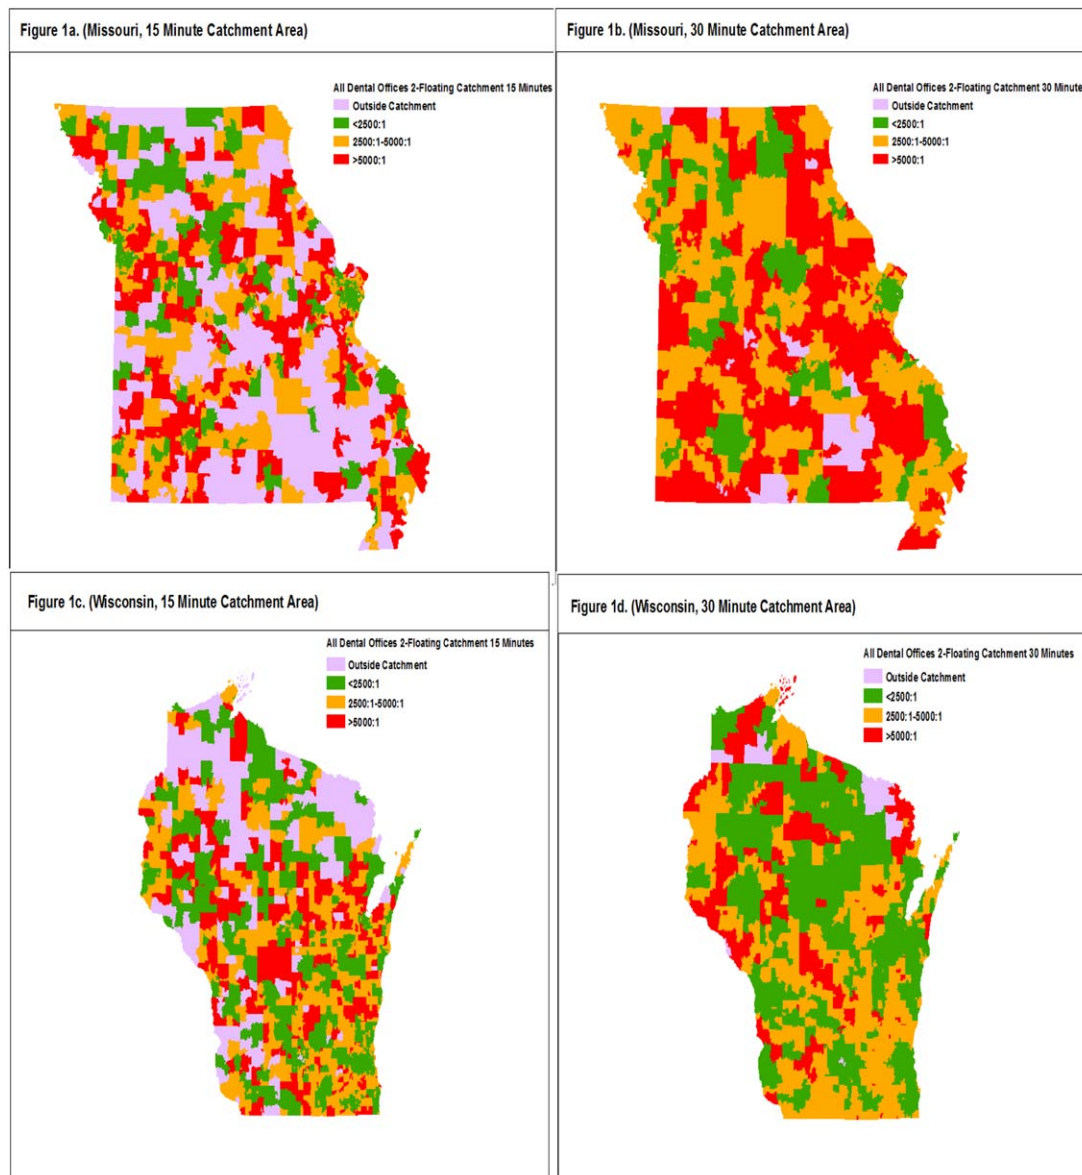 Figure 1a. (Missouri, 15 Minute Catchment Area)
All Dental Offices 2-Floating Catchment 15 Minutes
Outside Catchment
<2500:1
2500:1-5000:1
>5000:1
Figure 1b. (Missouri, 30 Minute Catchment Area)
All Dental Offices 2-Floating Catchment 30 Minutes
Outside Catchment
<2500:1
2500:1-5000:1
>5000:1
Figure 1c. (Wisconsin, 15 Minute Catchment Area)
All Dental Offices 2-Floating Catchment 15 Minutes
Outside Catchment
<2500:1
2500:1-5000:1
>5000:1
Figure 1d. (Wisconsin, 30 Minute Catchment Area)
All Dental Offices 2-Floating Catchment 30 Minutes
Outside Catchment
<2500:1
2500:1-5000:1
>5000:1